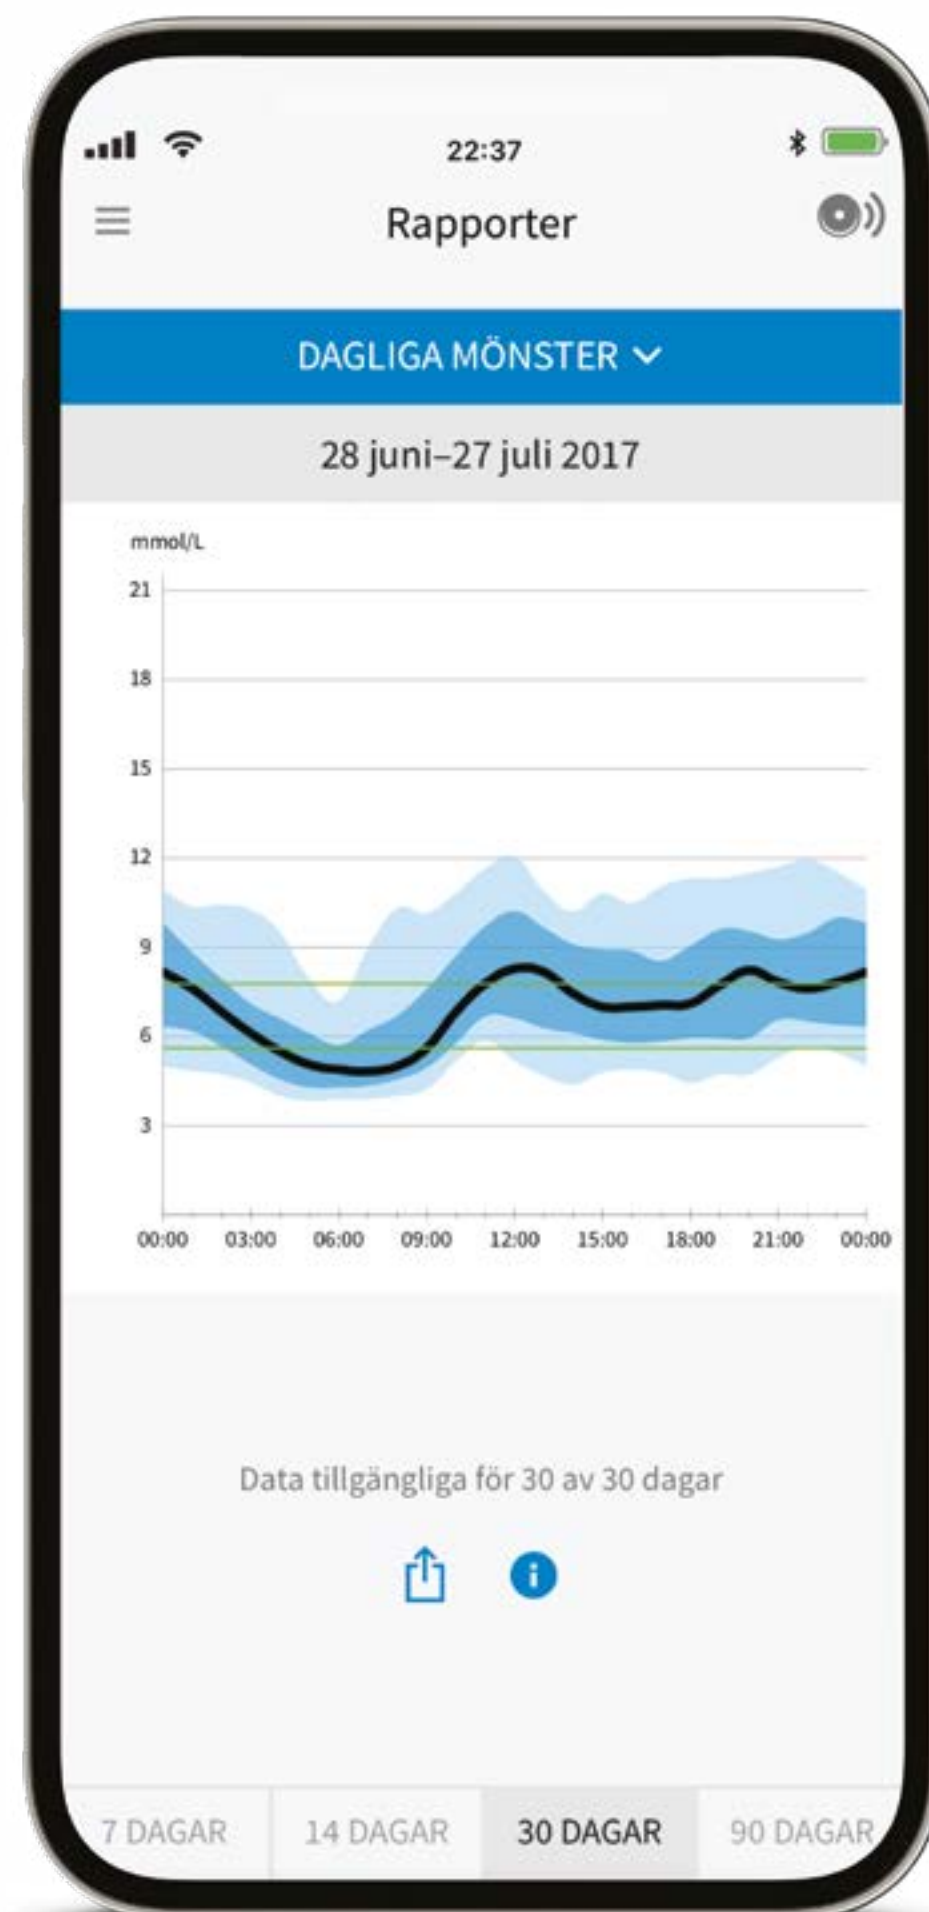 22:37
Rapporter
DAGLIGA MÖNSTER
28 juni–27 juli 2017
mmol/L
21
18
15
12
9
6
3
00:00 03:00 06:00 09:00 12:00 15:00 18:00 21:00 00:00
Data tillgängliga för 30 av 30 dagar
7 DAGAR 14 DAGAR 30 DAGAR 90 DAGAR